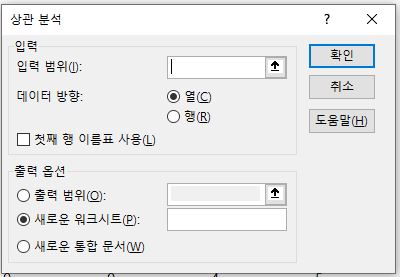 상관 분석
?
입력
입력 범위(I):
데이터 방향:
열(C)
행(R)
첫째 행 이름표 사용(L)
출력 옵션
출력 범위(O):
새로운 워크시트(P):
새로운 통합 문서(W)
확인
취소
도움말(H)